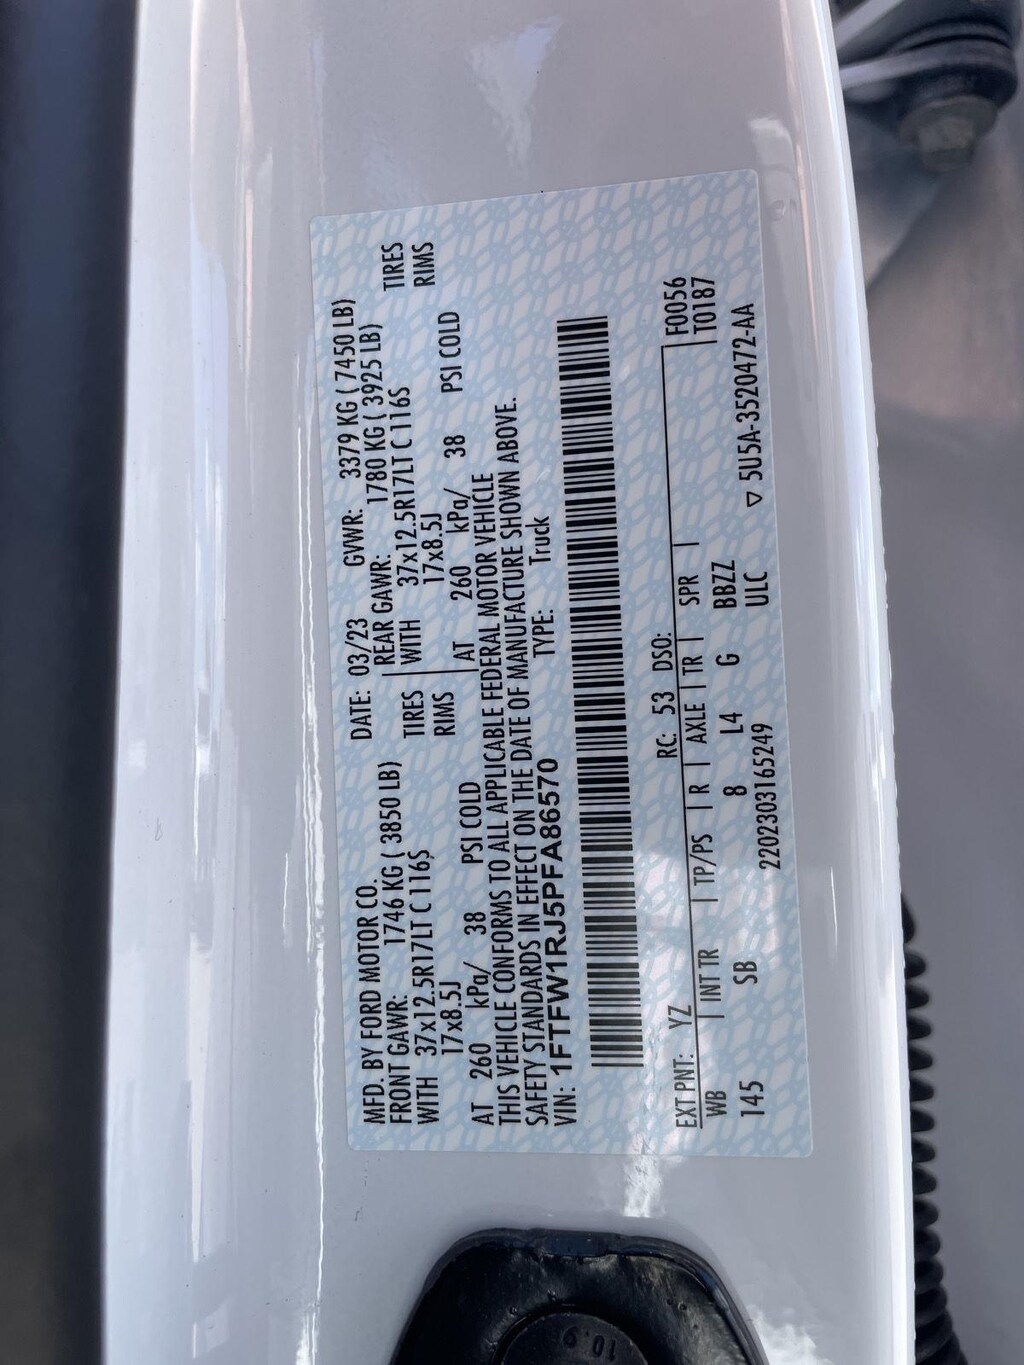 MFD. BY FORD MOTOR CO.
DATE: 03/23 GVWR: 3379 KG ( 7450 LB)
FRONT GAWR: 1746 KG ( 3850 LB) REAR GAWR: 1780 KG ( 3925 LB)
WITH 37x12.5R17LT C 116S TIRES WITH 37x12.5R17LT C 116S TIRES
17x8.5J RIMS 17x8.5J RIMS
AT 260 kPa/ 38 PSI COLD AT 260 kPa/ 38 PSI COLD
THIS VEHICLE CONFORMS TO ALL APPLICABLE FEDERAL MOTOR VEHICLE
SAFETY STANDARDS IN EFFECT ON THE DATE OF MANUFACTURE SHOWN ABOVE.
VIN: 1FTFW1RJ5PFA86570 TYPE: Truck
EXT PNT: YZ RC: 53 DSO: F0056
WB | INT TR | TP/PS | R | AXLE | TR | SPR | T0187
145 SB 8 L4 G BBZZ
2202303165249 ULC ▽ 5U5A-3520472-AA
10.9